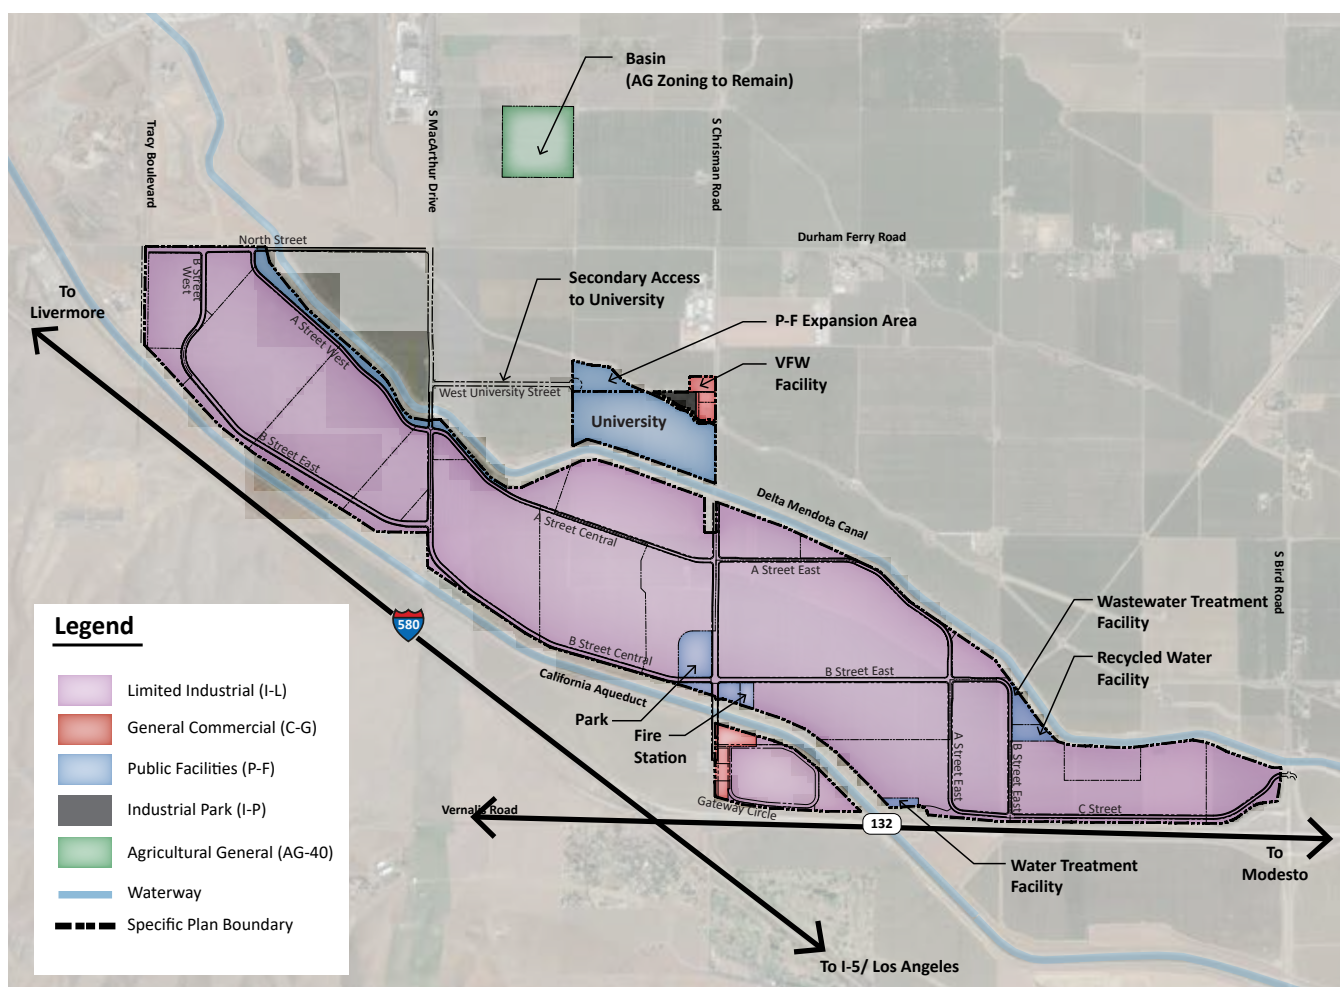 Basin
(AG Zoning to Remain)
Tracy Boulevard
S MacArthur Drive
S Chrisman Road
North Street
Durham Ferry Road
B Street
West
Secondary Access
to University
To
Livermore
A Street West
P-F Expansion Area
VFW
Facility
West University Street
University
B Street East
Delta Mendota Canal
A Street Central
A Street East
S Bird Road
Wastewater Treatment
Facility
580
B Street Central
B Street East
Recycled Water
Facility
California Aqueduct
Park
Fire
Station
A Street East
B Street East
Gateway Circle
C Street
Vernalis Road
132
To
Modesto
Water Treatment
Facility
To I-5/ Los Angeles
Legend
Limited Industrial (I-L)
General Commercial (C-G)
Public Facilities (P-F)
Industrial Park (I-P)
Agricultural General (AG-40)
Waterway
Specific Plan Boundary